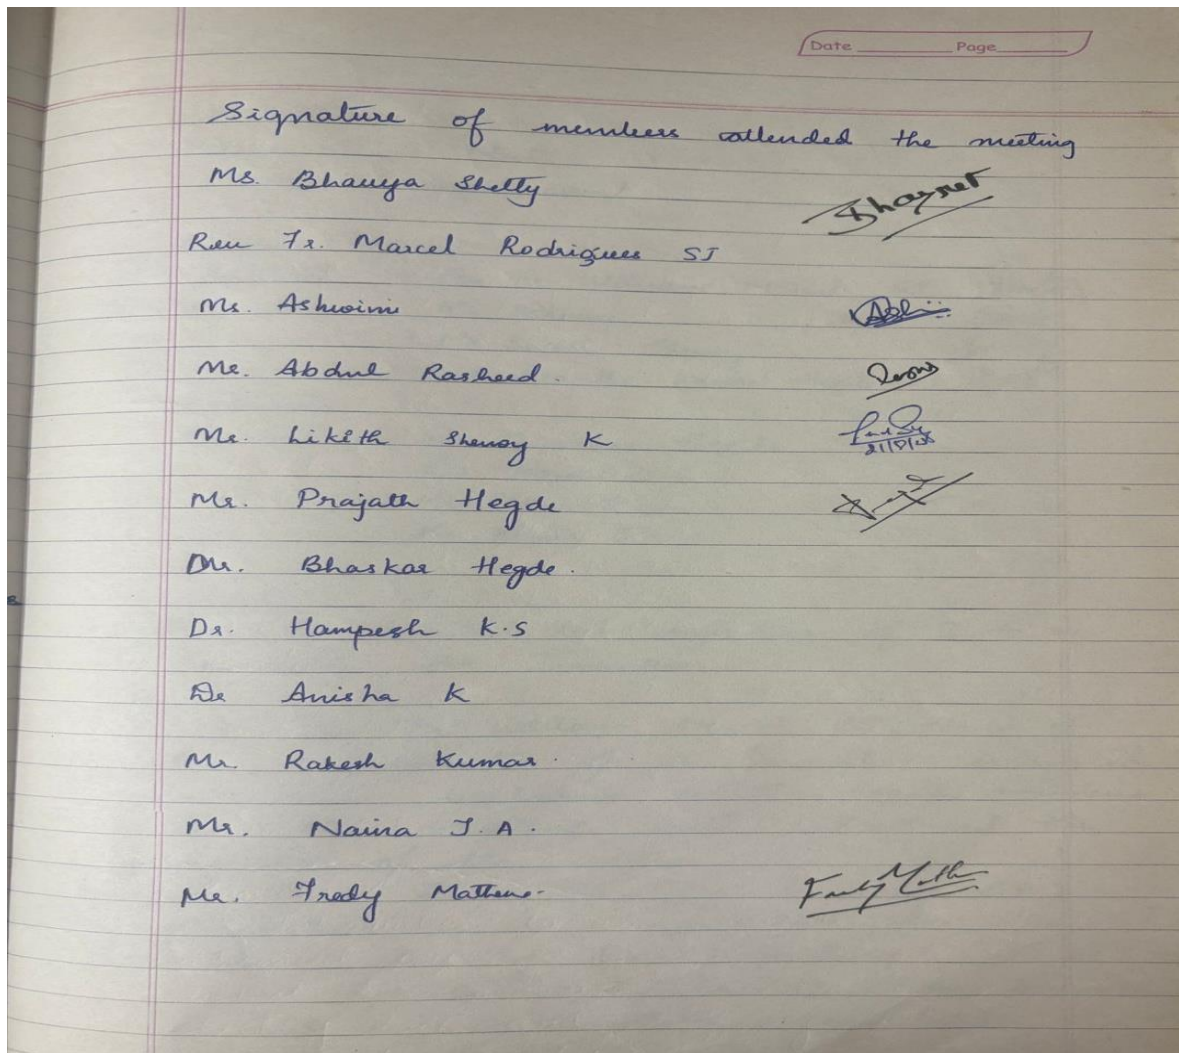 Date Page
Signature of members attended the meeting
Ms. Bhavya Shetty
Rev Fr. Marcel Rodrigues SJ
Ms. Ashwini
Mr. Abdul Rasheed.
Mr. Likith Shenoy K
Mr. Prajath Hegde
Dr. Bhaskar Hegde.
Dr. Hampesh K.S
Dr Anisha K
Mr. Rakesh Kumar.
Ms. Naina J.A.
Mr. Fredy Mathew.